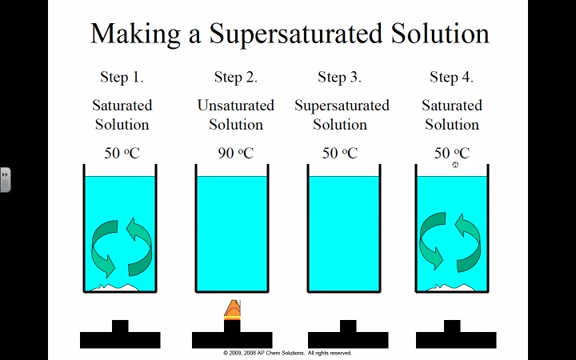 Making a Supersaturated Solution
Step 1.
Saturated
Solution
50 ºC
Step 2.
Unsaturated
Solution
90 ºC
Step 3.
Supersaturated
Solution
50 ºC
Step 4.
Saturated
Solution
50 ºC
© 2009, 2008 AP Chem Solutions. All rights reserved.